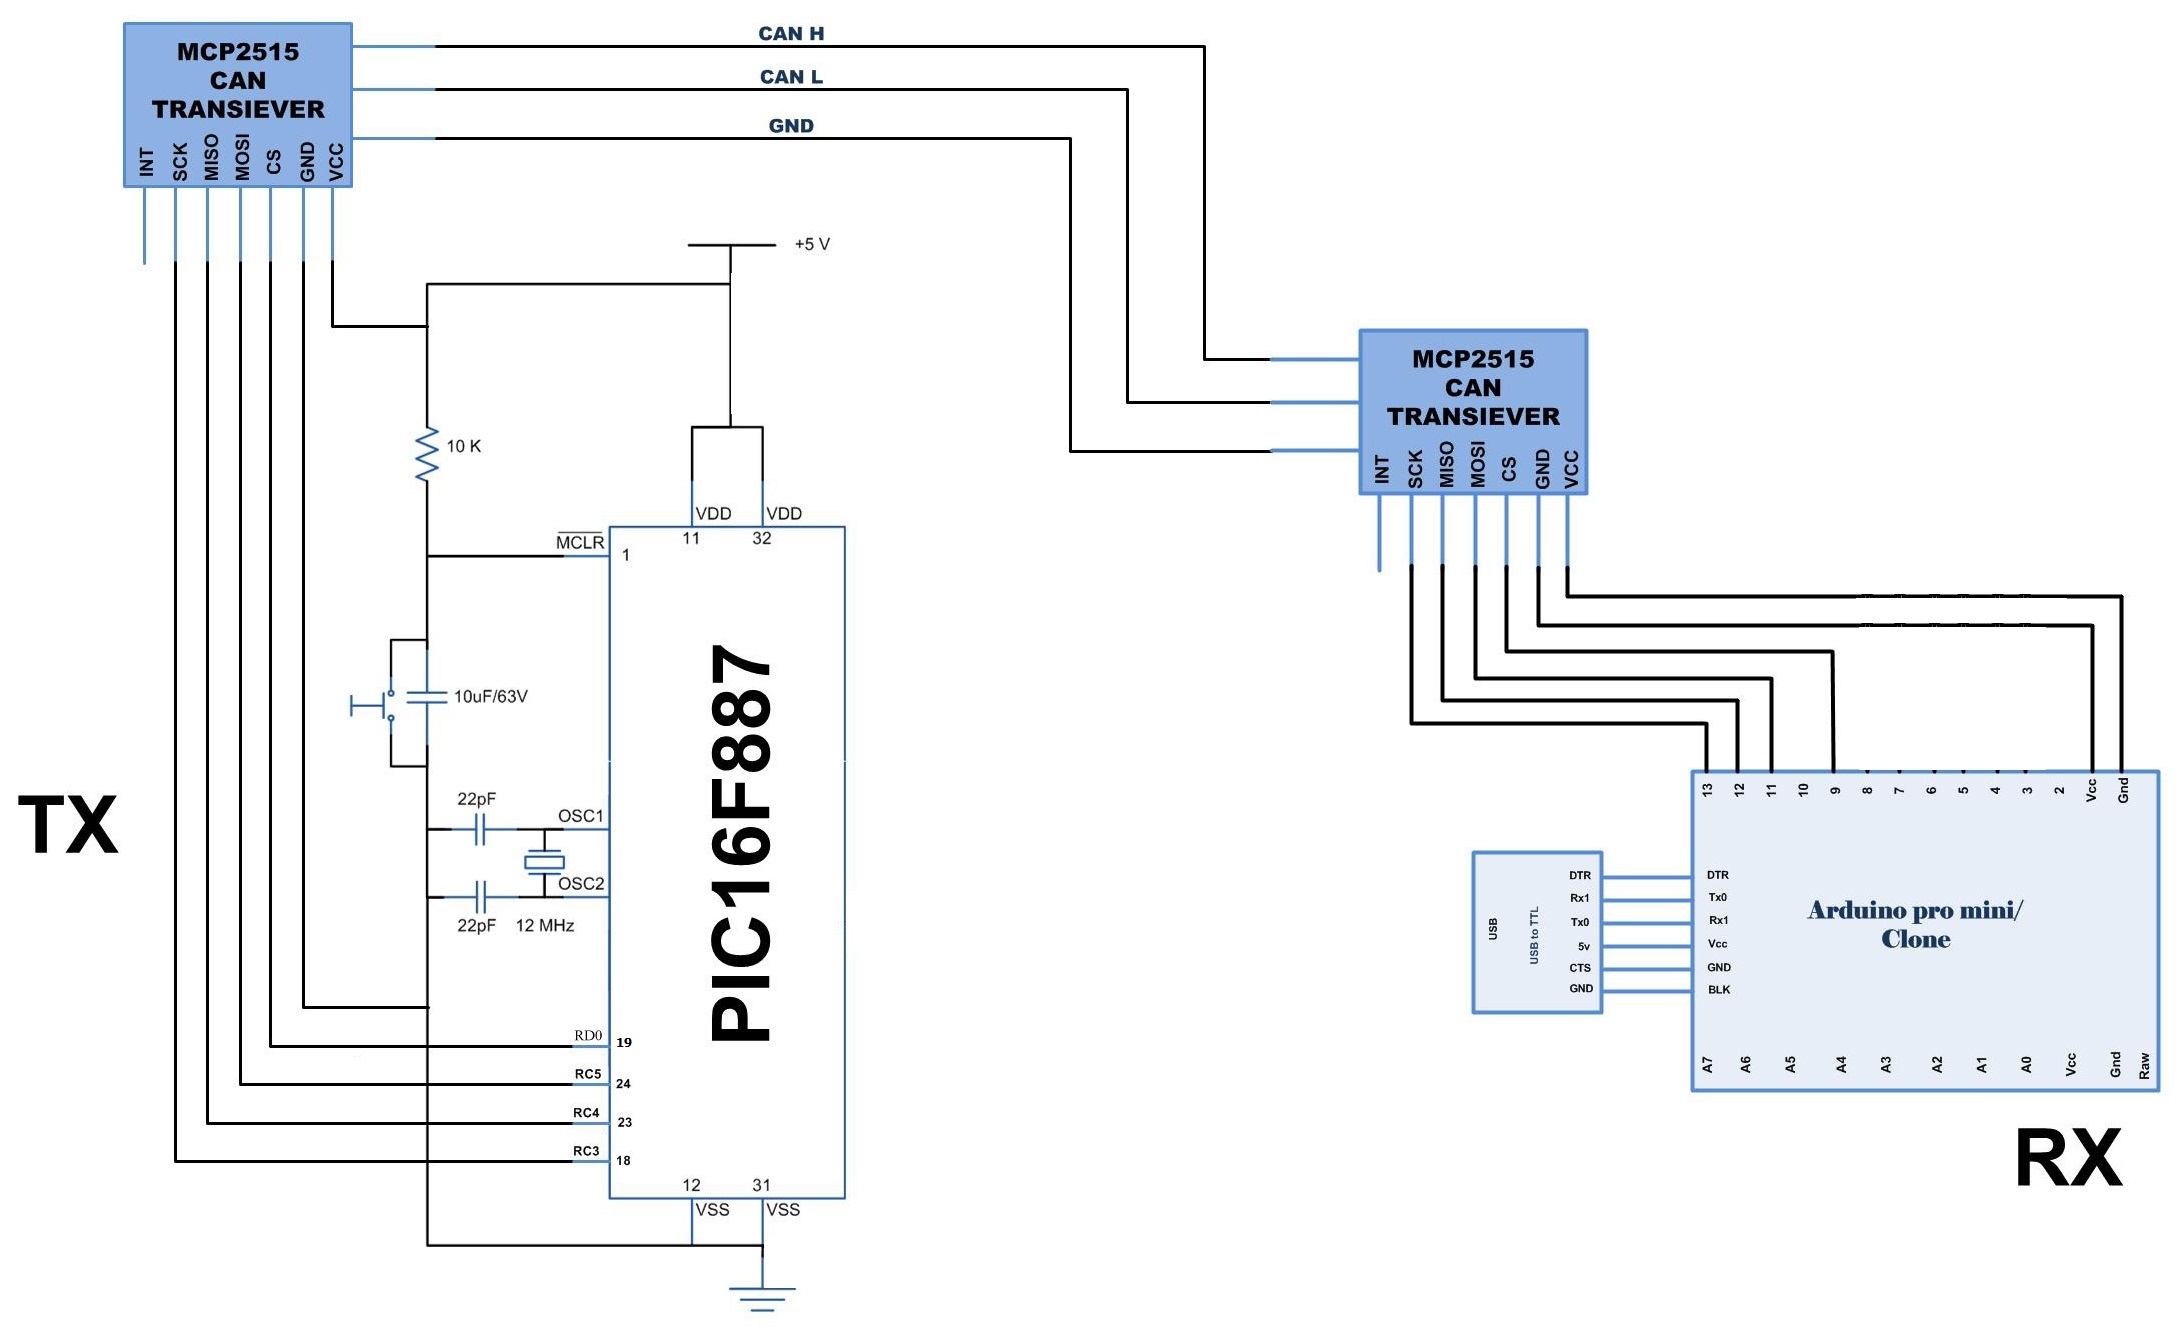 MCP2515
CAN
TRANSIEVER
INT
SCK
MISO
MOSI
CS
GND
VCC
CAN H
CAN L
GND
+5 V
10 K
MCLR
1
VDD
11
VDD
32
10uF/63V
PIC16F887
TX
22pF
OSC1
OSC2
22pF
12 MHz
RD0
19
RC5
24
RC4
23
RC3
18
12
VSS
31
VSS
MCP2515
CAN
TRANSIEVER
INT
SCK
MISO
MOSI
CS
GND
VCC
13
12
11
10
9
8
7
6
5
4
3
2
Vcc
Gnd
USB
USB to TTL
DTR
Rx1
Tx0
5v
CTS
GND
DTR
Tx0
Rx1
Vcc
GND
BLK
Arduino pro mini/
Clone
A7
A6
A5
A4
A3
A2
A1
A0
Vcc
Gnd
Raw
RX